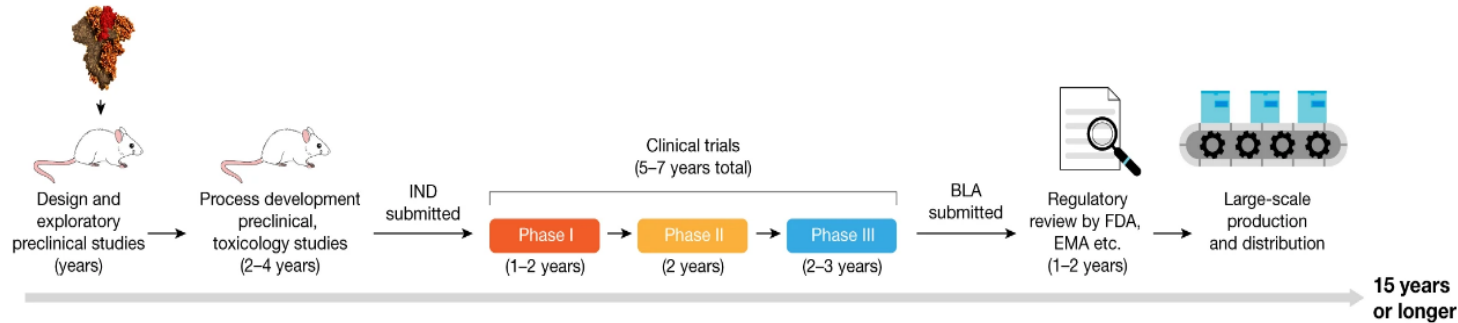 Design and
exploratory
preclinical studies
(years)
Process development
preclinical,
toxicology studies
(2–4 years)
IND
submitted
Clinical trials
(5–7 years total)
Phase I
(1–2 years)
Phase II
(2 years)
Phase III
(2–3 years)
BLA
submitted
Regulatory
review by FDA,
EMA etc.
(1–2 years)
Large-scale
production
and distribution
15 years
or longer